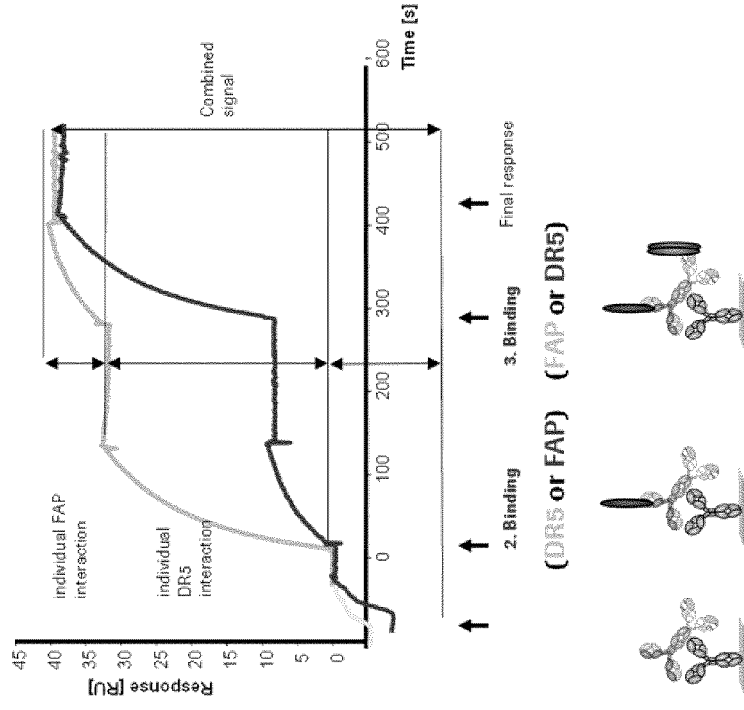 Response [RU]
45
40
35
30
25
20
15
10
5
0
individual FAP
interaction
individual
DR5
interaction
Combined
signal
0
100
200
300
400
500
600
Time [s]
2. Binding
3. Binding
Final response
(DR5 or FAP)
(FAP or DR5)